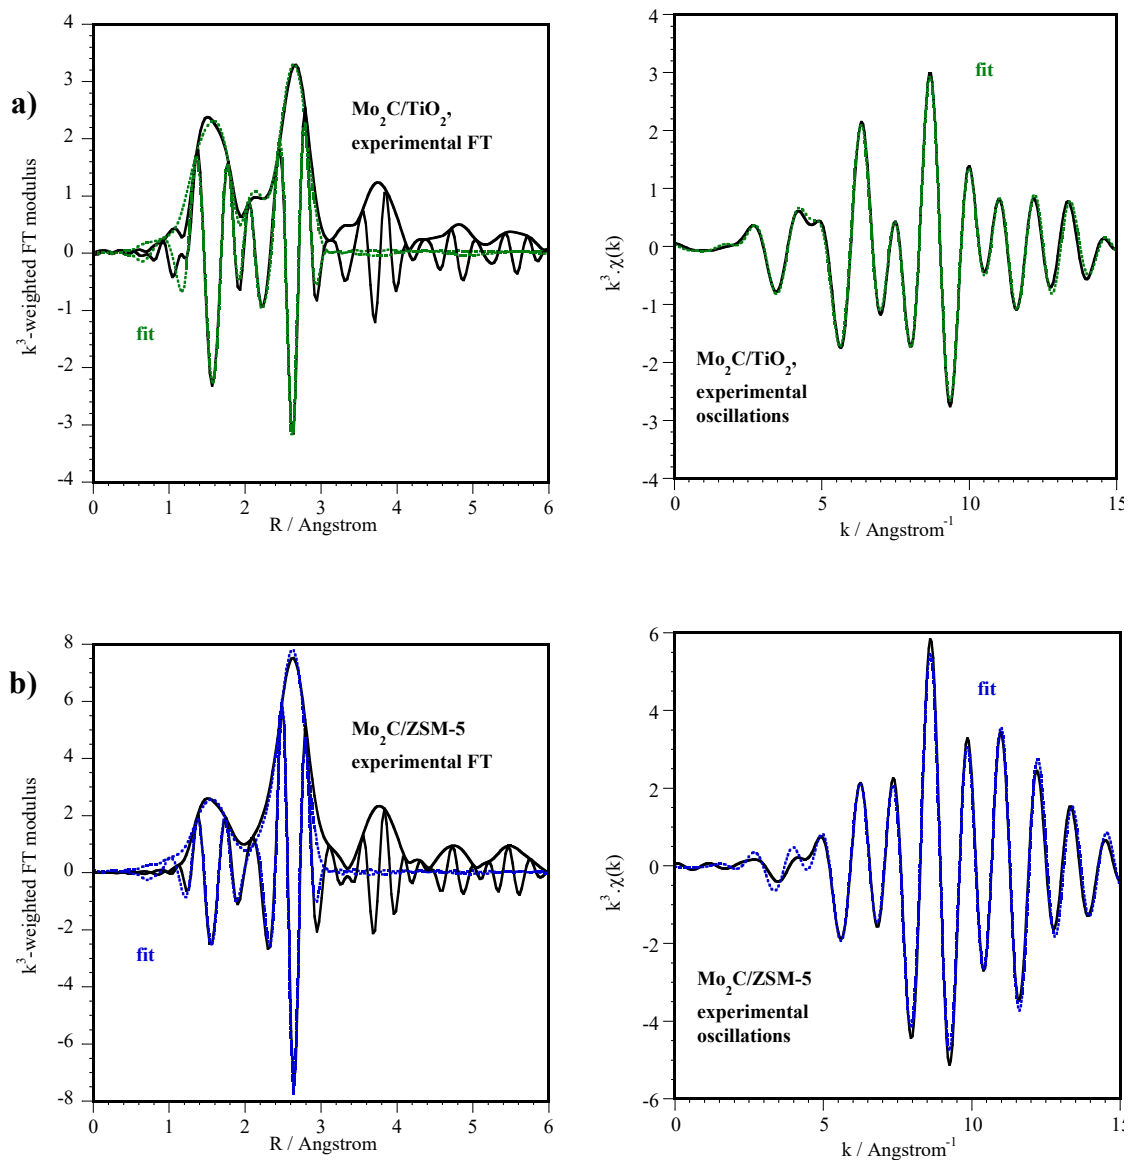 a)
4
3
2
1
0
-1
-2
-3
-4
k3-weighted FT modulus
Mo2C/TiO2,
experimental FT
fit
0 1 2 3 4 5 6
R / Angstrom
4
3
2
1
0
-1
-2
-3
-4
k3.χ(k)
fit
Mo2C/TiO2,
experimental
oscillations
0 5 10 15
k / Angstrom-1
b)
8
6
4
2
0
-2
-4
-6
-8
k3-weighted FT modulus
Mo2C/ZSM-5
experimental FT
fit
0 1 2 3 4 5 6
R / Angstrom
6
4
2
0
-2
-4
-6
k3.χ(k)
fit
Mo2C/ZSM-5
experimental
oscillations
0 5 10 15
k / Angstrom-1